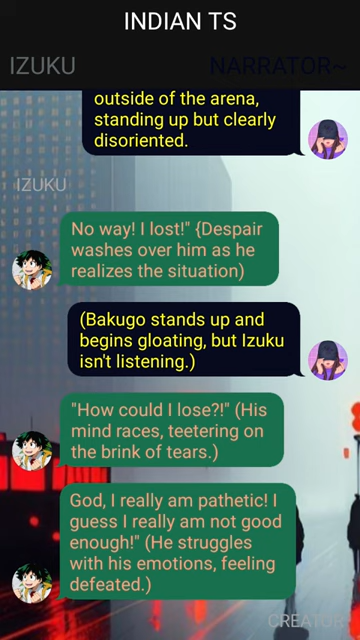 INDIAN TS
IZUKU
NARRATOR~
outside of the arena,
standing up but clearly
disoriented.
IZUKU
No way! I lost!" {Despair
washes over him as he
realizes the situation)
(Bakugo stands up and
begins gloating, but Izuku
isn't listening.)
"How could I lose?!" (His
mind races, teetering on
the brink of tears.)
God, I really am pathetic! I
guess I really am not good
enough!" (He struggles
with his emotions, feeling
defeated.)
CREATOR~